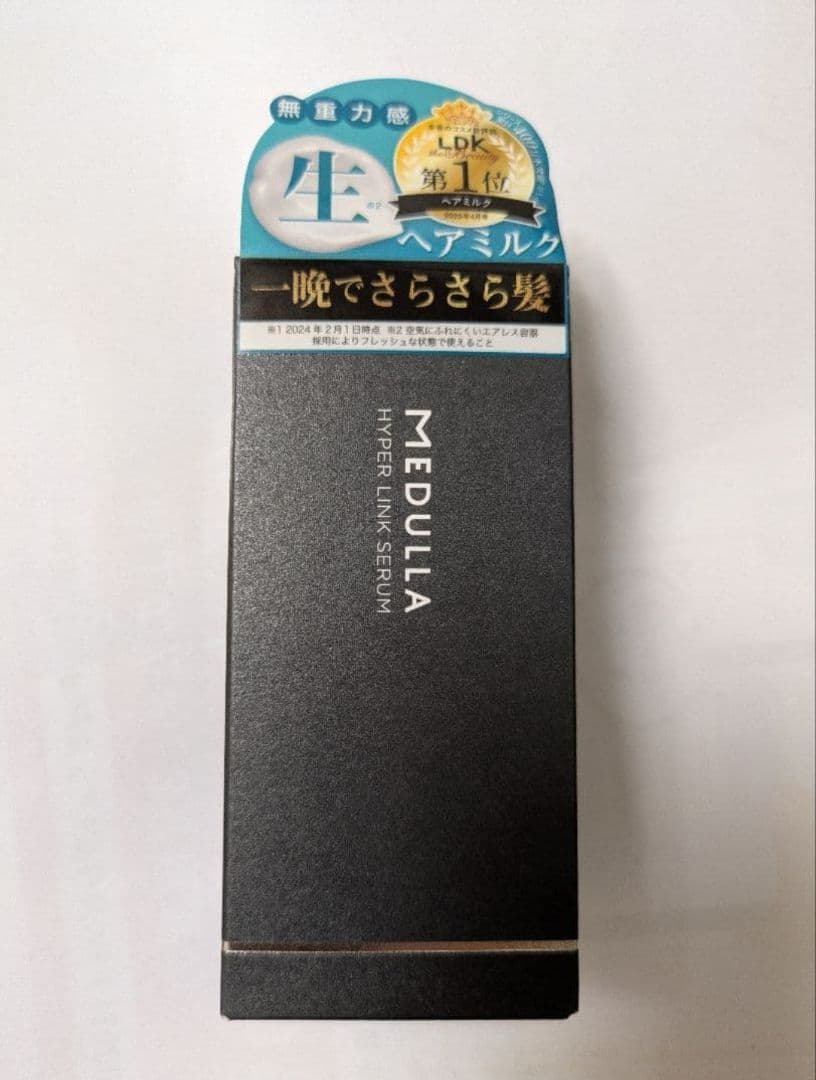 無重力感
LDK
the Beauty
第1位
ヘアミルク
生
※2
ヘアミルク
一晩でさらさら髪
※1 2024年2月1日時点 ※2 空気にふれにくいエアレス容器
採用によりフレッシュな状態で使えること
MEDULLA
HYPER LINK SERUM